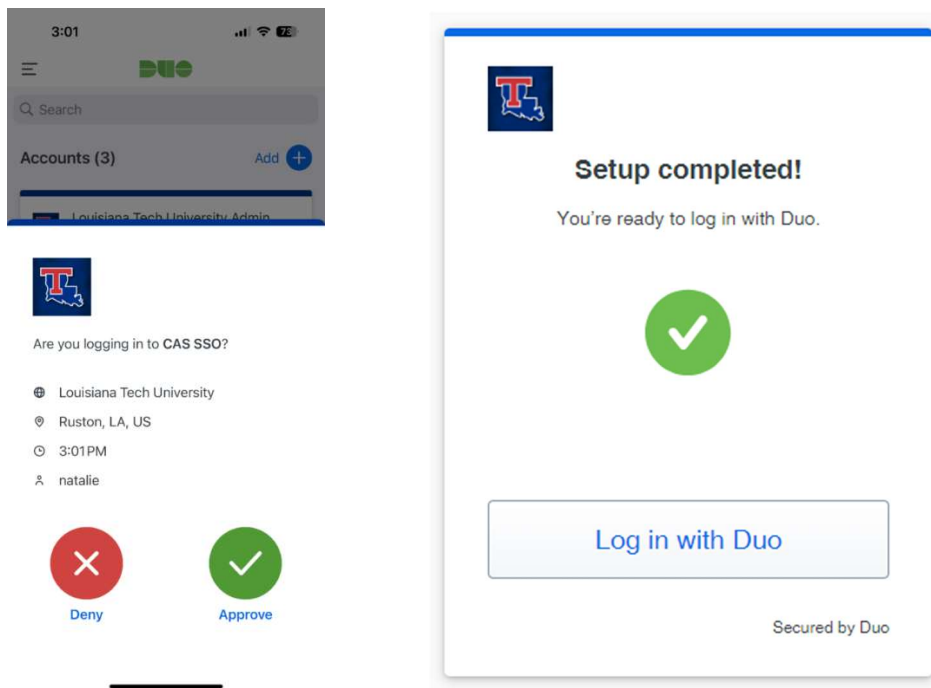 3:01
73
DUO
Search
Accounts (3)
Add
Louisiana Tech University Admin
T
Are you logging in to CAS SSO?
Louisiana Tech University
Ruston, LA, US
3:01PM
natalie
Deny
Approve
T
Setup completed!
You're ready to log in with Duo.
Log in with Duo
Secured by Duo